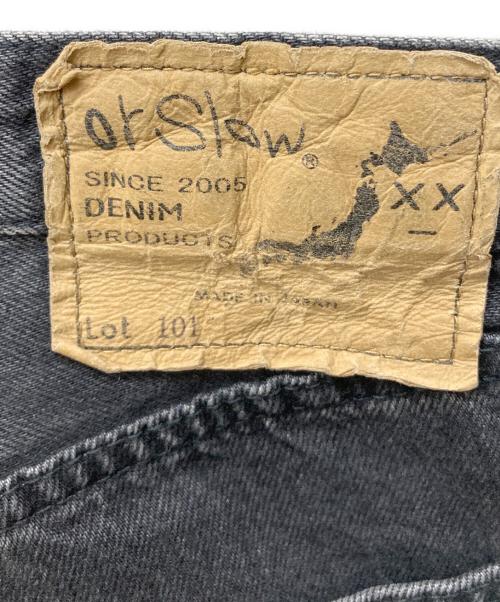 orSlow®
SINCE 2005
DENIM
PRODUCTS
XX
–
MADE IN JAPAN
Lot 101